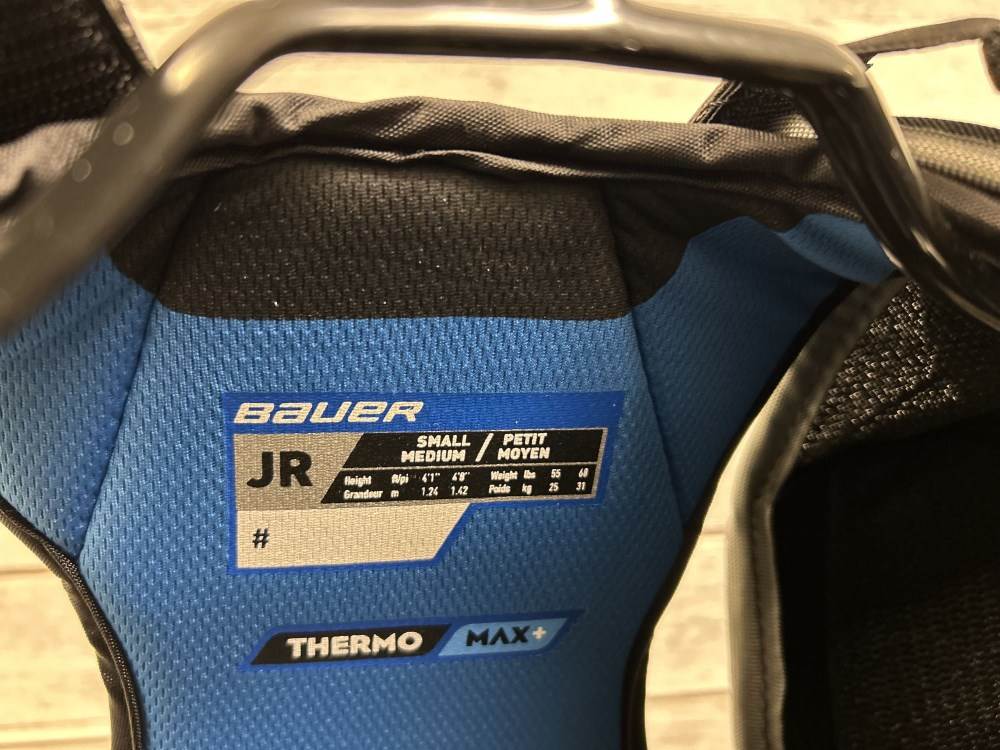 BAUER
JR
SMALL / PETIT
MEDIUM / MOYEN
Height ft/pi 4'1" 4'8" Weight lbs 55 68
Grandeur m 1.24 1.42 Poids kg 25 31
#
THERMO MAX+